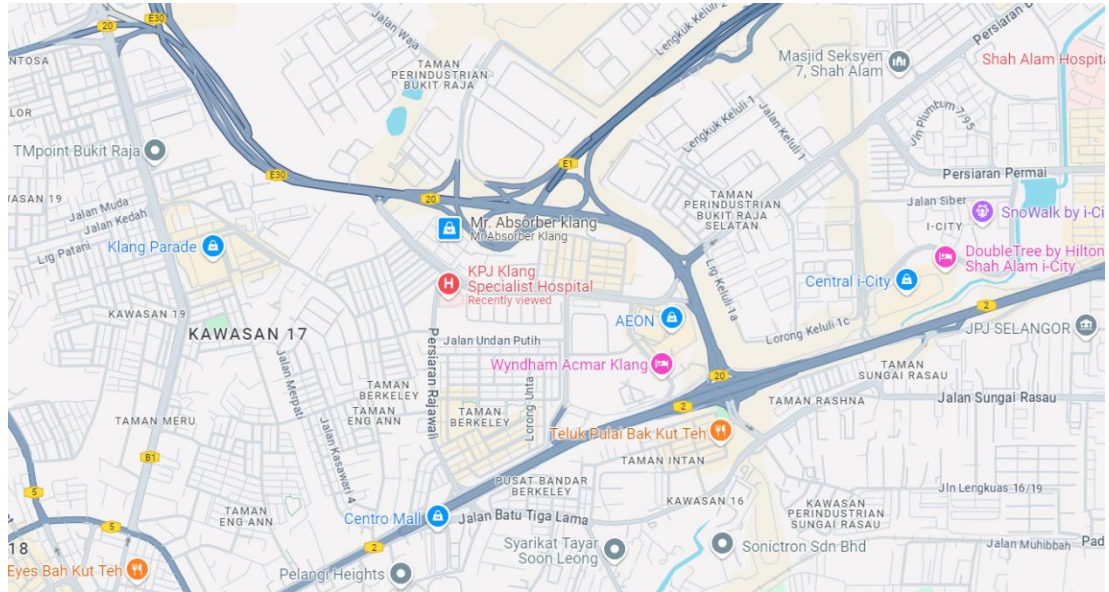 E30
20
NTOSA
Jalan Waja
2
Lengkuk Keluli 2
Persiaran
Masjid Seksyen
7, Shah Alam
Shah Alam Hospita
TAMAN
PERINDUSTRIAN
BUKIT RAJA
LOR
Lengkuk Keluli 1
Jalan Keluli 1
Jln Plumbum 7/95
TMpoint Bukit Raja
E1
E30
20
Persiaran Permai
WASAN 19
Jalan Muda
Jalan Kedah
Lrg Patani
Klang Parade
Mr. Absorber klang
Mr Absorber Klang
TAMAN
PERINDUSTRIAN
BUKIT RAJA
SELATAN
Jalan Siber
I-CITY
SnoWalk by i-Ci
DoubleTree by Hilton
Shah Alam i-City
Central i-City
H
KPJ Klang
Specialist Hospital
Recently viewed
Lrg Keluli 1a
2
KAWASAN 19
KAWASAN 17
AEON
Lorong Keluli 1c
JPJ SELANGOR
Jalan Undan Putih
Persiaran Rajawali
Wyndham Acmar Klang
TAMAN
SUNGAI RASAU
Jalan Merpati
TAMAN
BERKELEY
20
Lorong Unta
TAMAN
ENG ANN
TAMAN
BERKELEY
2
TAMAN RASHNA
Jalan Sungai Rasau
TAMAN MERU
Teluk Pulai Bak Kut Teh
B1
Jalan Kasawari 4
TAMAN INTAN
5
PUSAT BANDAR
BERKELEY
Jln Lengkuas 16/19
KAWASAN 16
TAMAN
ENG ANN
Centro Mall
Jalan Batu Tiga Lama
KAWASAN
PERINDUSTRIAN
SUNGAI RASAU
5
18
2
Syarikat Tayar
Soon Leong
Sonictron Sdn Bhd
Jalan Muhibbah
Pad
Eyes Bah Kut Teh
Pelangi Heights